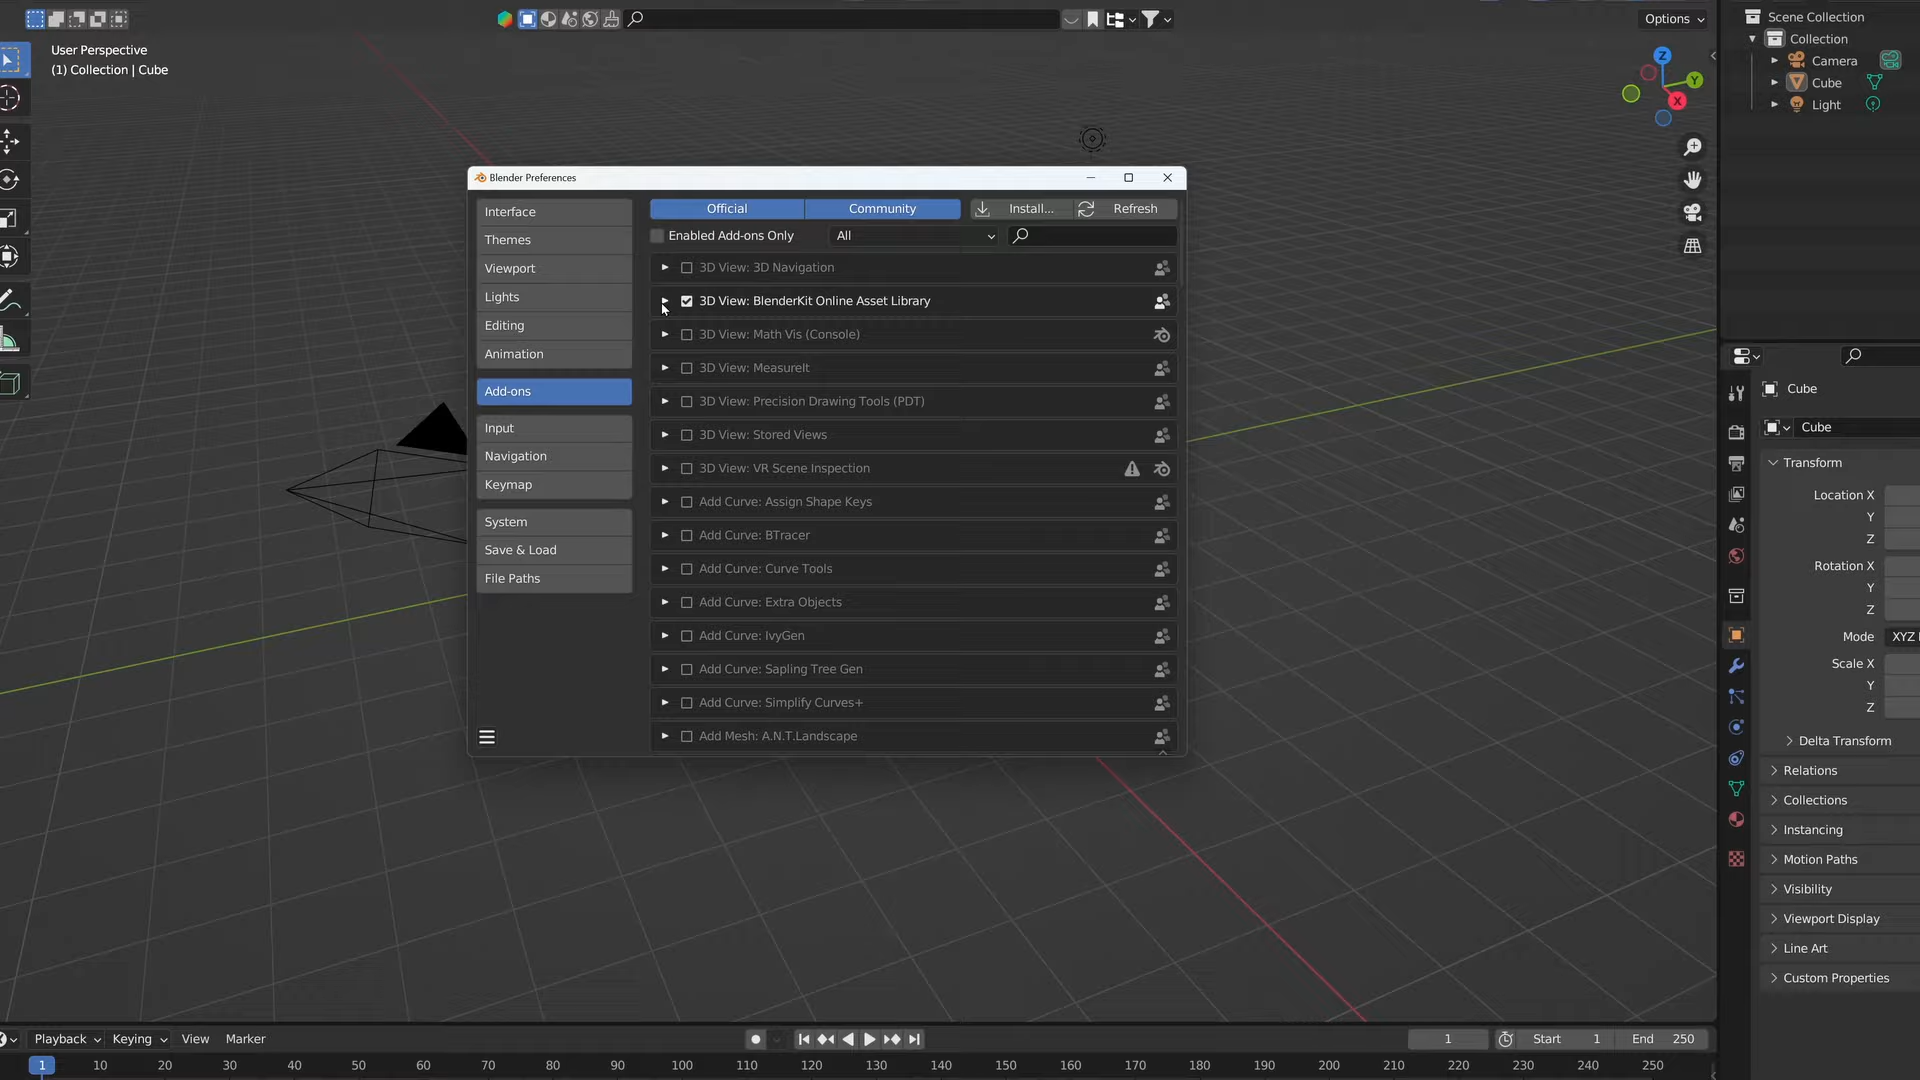 Options
User Perspective
(1) Collection | Cube
Z
Y
X
Scene Collection
Collection
Camera
Cube
Light
Blender Preferences
Interface
Themes
Viewport
Lights
Editing
Animation
Add-ons
Input
Navigation
Keymap
System
Save & Load
File Paths
Official
Community
Install...
Refresh
Enabled Add-ons Only
All
3D View: 3D Navigation
3D View: BlenderKit Online Asset Library
3D View: Math Vis (Console)
3D View: MeasureIt
3D View: Precision Drawing Tools (PDT)
3D View: Stored Views
3D View: VR Scene Inspection
Add Curve: Assign Shape Keys
Add Curve: BTracer
Add Curve: Curve Tools
Add Curve: Extra Objects
Add Curve: IvyGen
Add Curve: Sapling Tree Gen
Add Curve: Simplify Curves+
Add Mesh: A.N.T.Landscape
Cube
Cube
Transform
Location X
Y
Z
Rotation X
Y
Z
Mode XYZ
Scale X
Y
Z
Delta Transform
Relations
Collections
Instancing
Motion Paths
Visibility
Viewport Display
Line Art
Custom Properties
Playback Keying View Marker
1 Start 1 End 250
1 10 20 30 40 50 60 70 80 90 100 110 120 130 140 150 160 170 180 190 200 210 220 230 240 250